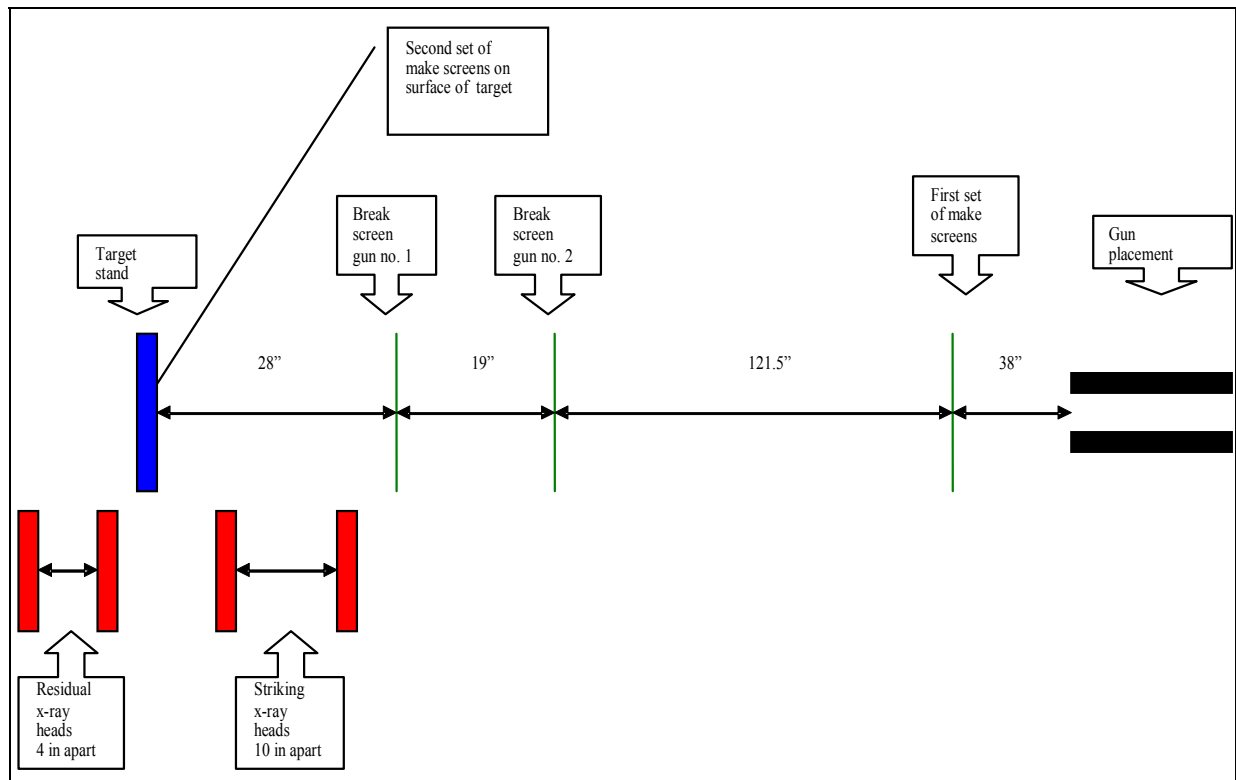 Second set of
make screens on
surface of target
Target
stand
Break
screen
gun no. 1
Break
screen
gun no. 2
First set
of make
screens
Gun
placement
28”
19”
121.5”
38”
Residual
x-ray
heads
4 in apart
Striking
x-ray
heads
10 in apart